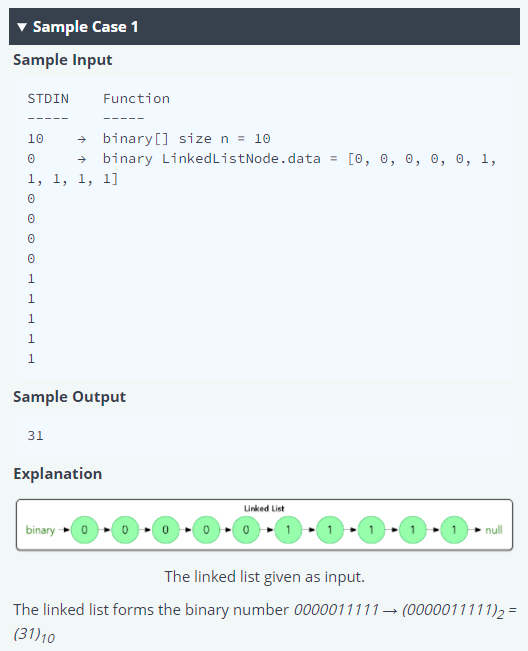 ▼ Sample Case 1
Sample Input
STDIN Function
----- -----
10 → binary[] size n = 10
0 → binary LinkedListNode.data = [0, 0, 0, 0, 0, 1,
1, 1, 1, 1]
0
0
0
0
1
1
1
1
1
Sample Output
31
Explanation
Linked List
binary 0 0 0 0 0 1 1 1 1 1 null
The linked list given as input.
The linked list forms the binary number 0000011111 → (0000011111)2 =
(31)10